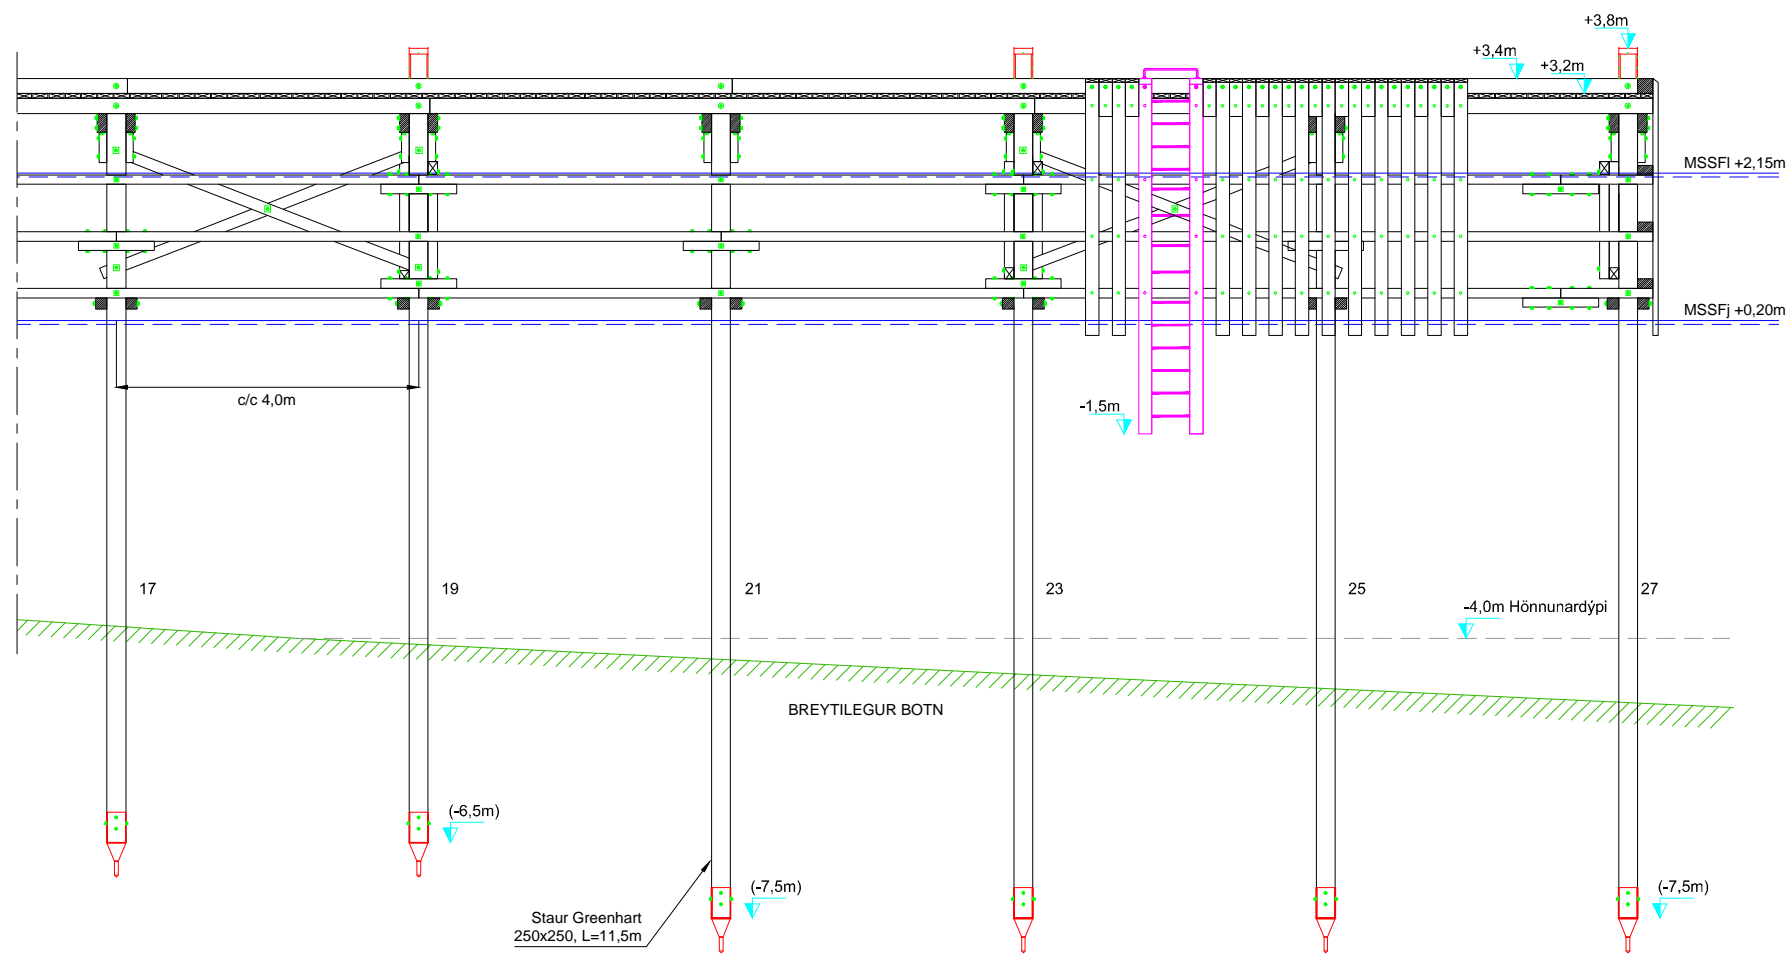 +3,8m
+3,4m
+3,2m
MSSFl +2,15m
MSSFj +0,20m
c/c 4,0m
-1,5m
17
19
21
23
25
27
-4,0m Hönnunardýpi
BREYTILEGUR BOTN
(-6,5m)
(-7,5m)
(-7,5m)
Staur Greenhart
250x250, L=11,5m